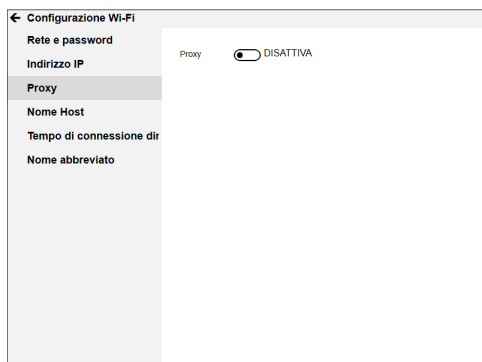 Configurazione Wi-Fi
Rete e password
Indirizzo IP
Proxy
Nome Host
Tempo di connessione dir
Nome abbreviato
Proxy DISATTIVA